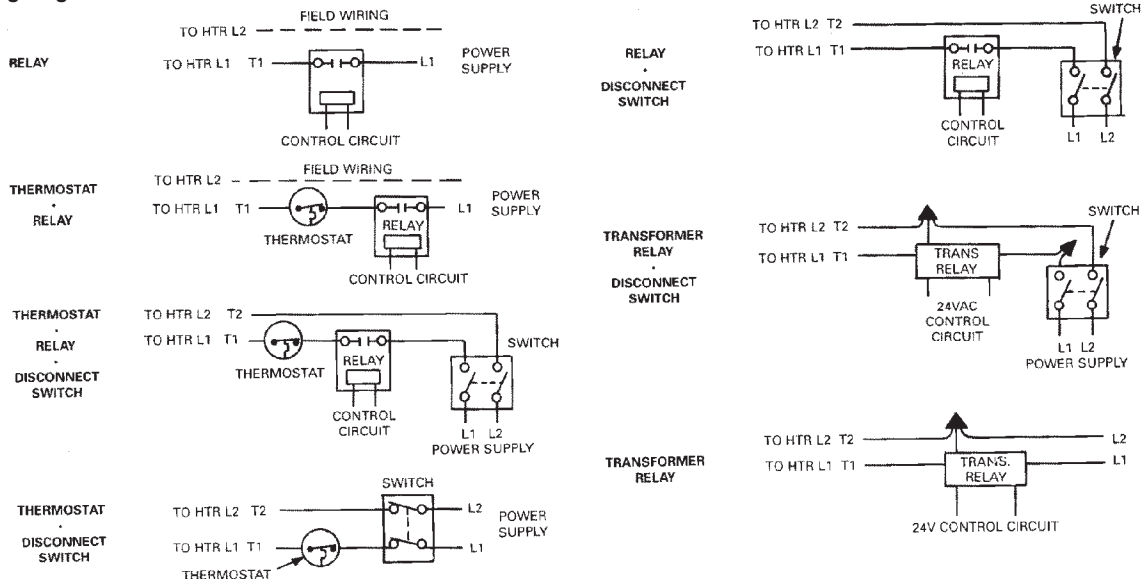 FIELD WIRING
TO HTR L2
RELAY
TO HTR L1 T1
L1
POWER
SUPPLY
CONTROL CIRCUIT
THERMOSTAT
·
RELAY
FIELD WIRING
TO HTR L2
TO HTR L1 T1
L1
POWER
SUPPLY
THERMOSTAT
RELAY
CONTROL CIRCUIT
THERMOSTAT
·
RELAY
·
DISCONNECT
SWITCH
TO HTR L2 T2
TO HTR L1 T1
THERMOSTAT
RELAY
SWITCH
CONTROL
CIRCUIT
L1 L2
POWER SUPPLY
THERMOSTAT
·
DISCONNECT
SWITCH
SWITCH
TO HTR L2 T2
L2
TO HTR L1 T1
L1
POWER
SUPPLY
THERMOSTAT
RELAY
·
DISCONNECT
SWITCH
SWITCH
TO HTR L2 T2
TO HTR L1 T1
RELAY
CONTROL
CIRCUIT
L1 L2
TRANSFORMER
RELAY
·
DISCONNECT
SWITCH
SWITCH
TO HTR L2 T2
TO HTR L1 T1
TRANS
RELAY
24VAC
CONTROL
CIRCUIT
L1 L2
POWER SUPPLY
TRANSFORMER
RELAY
TO HTR L2 T2
L2
TO HTR L1 T1
L1
TRANS.
RELAY
24V CONTROL CIRCUIT